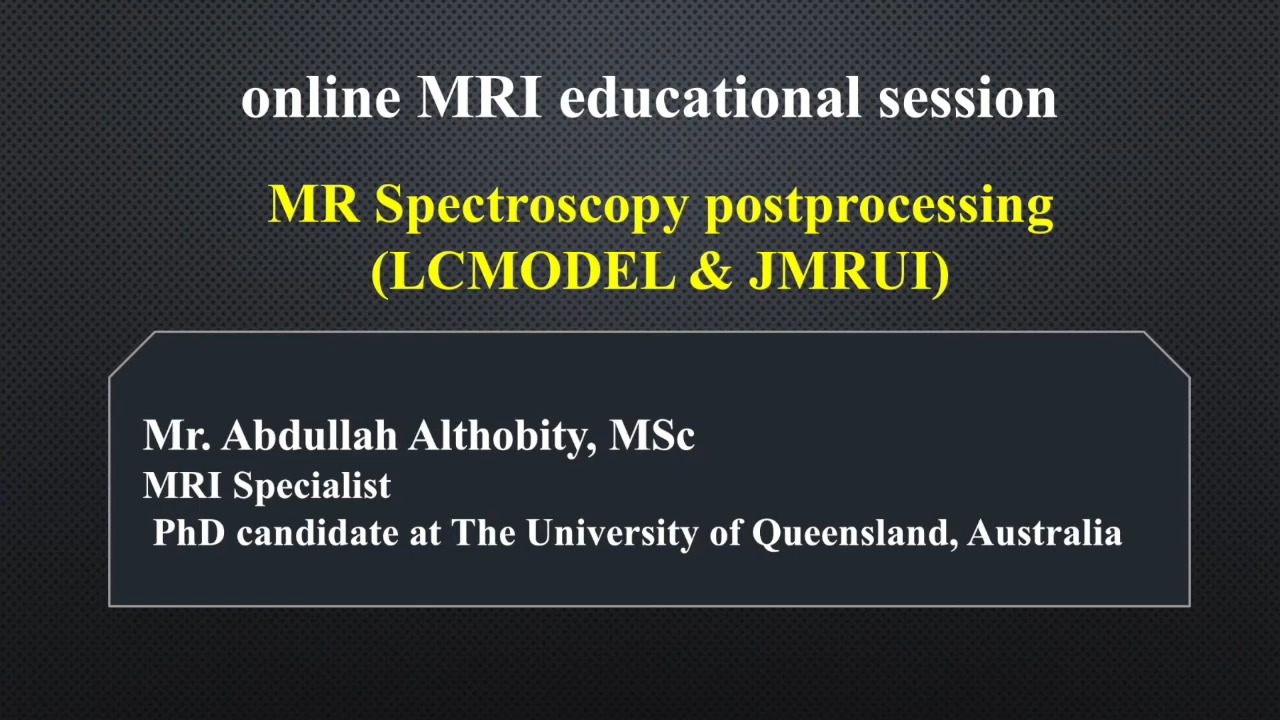 online MRI educational session
MR Spectroscopy postprocessing
(LCMODEL & JMRUI)
Mr. Abdullah Althobity, MSc
MRI Specialist
PhD candidate at The University of Queensland, Australia